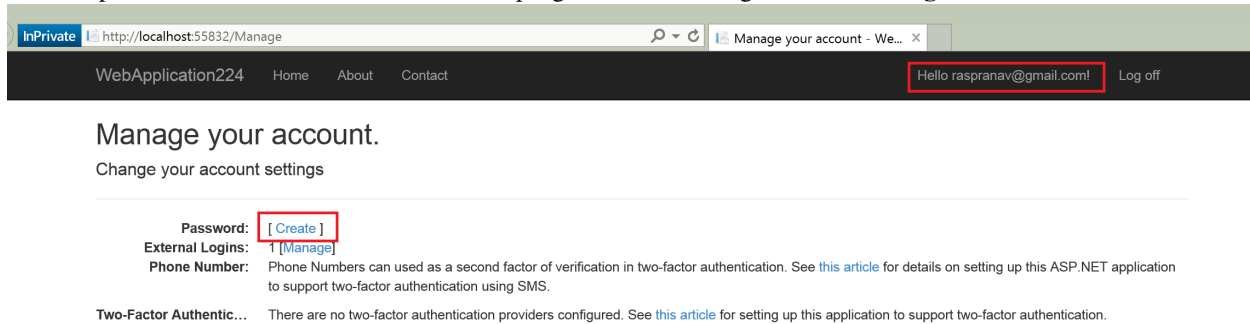 InPrivate http://localhost:55832/Manage Manage your account - We... ×
WebApplication224 Home About Contact Hello raspranav@gmail.com! Log off
Manage your account.
Change your account settings
Password: [ Create ]
External Logins: 1 [Manage]
Phone Number: Phone Numbers can used as a second factor of verification in two-factor authentication. See this article for details on setting up this ASP.NET application
to support two-factor authentication using SMS.
Two-Factor Authentic... There are no two-factor authentication providers configured. See this article for setting up this application to support two-factor authentication.